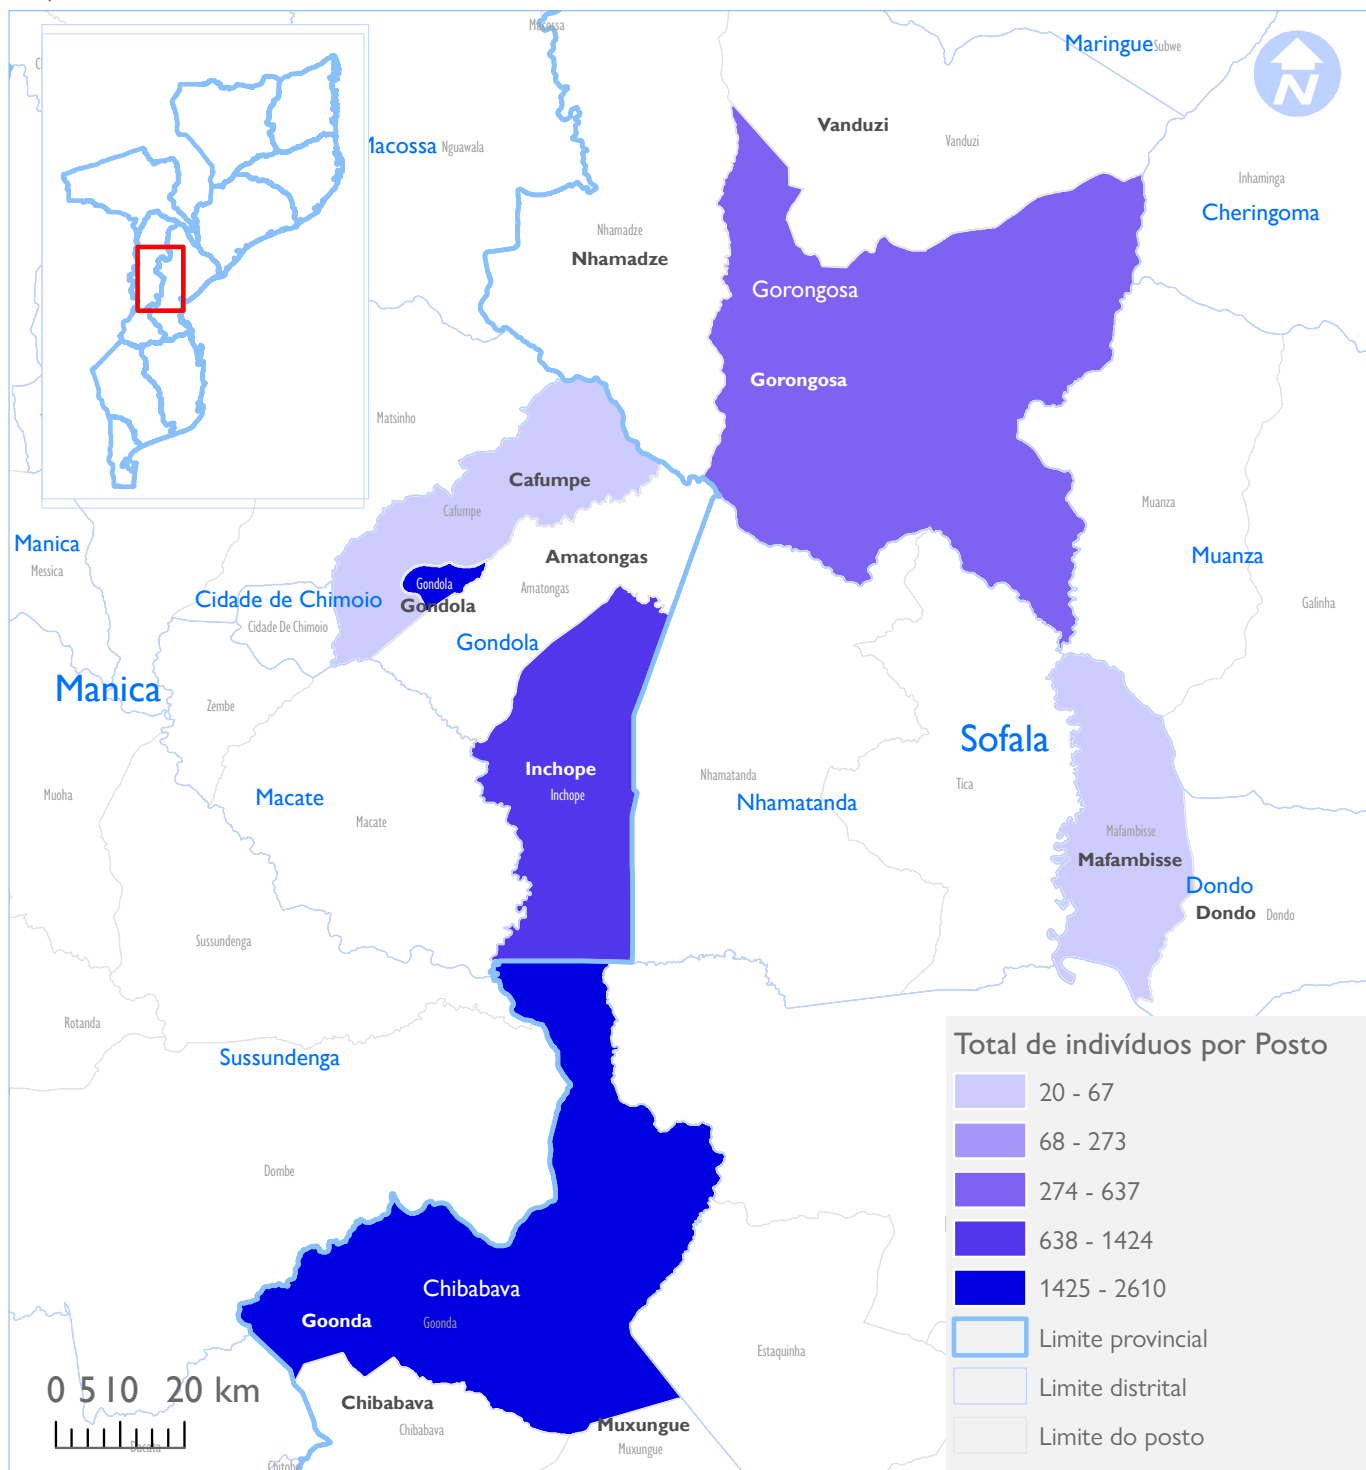 Macossa
Maringue
Subwe
N
C
Vanduzi
Vanduzi
Macossa
Nguawala
Inhaminga
Cheringoma
Nhamadze
Nhamadze
Gorongosa
Gorongosa
Matsinho
Cafumpe
Cafumpe
Muanza
Manica
Messica
Amatongas
Muanza
Gondola
Amatongas
Cidade de Chimoio
Gondola
Galinha
Cidade De Chimoio
Gondola
Manica
Zembe
Sofala
Inchope
Nhamatanda
Tica
Muoha
Macate
Inchope
Nhamatanda
Macate
Mafambisse
Mafambisse
Dondo
Dondo
Dondo
Sussundenga
Rotanda
Sussundenga
Total de indivíduos por Posto
20 - 67
68 - 273
274 - 637
638 - 1424
1425 - 2610
Limite provincial
Limite distrital
Limite do posto
Dombe
Chibabava
Goonda
Goonda
Estaquinha
0 5 10 20 km
Chibabava
Chibabava
Muxungue
Muxungue
Dacata
Chitobe